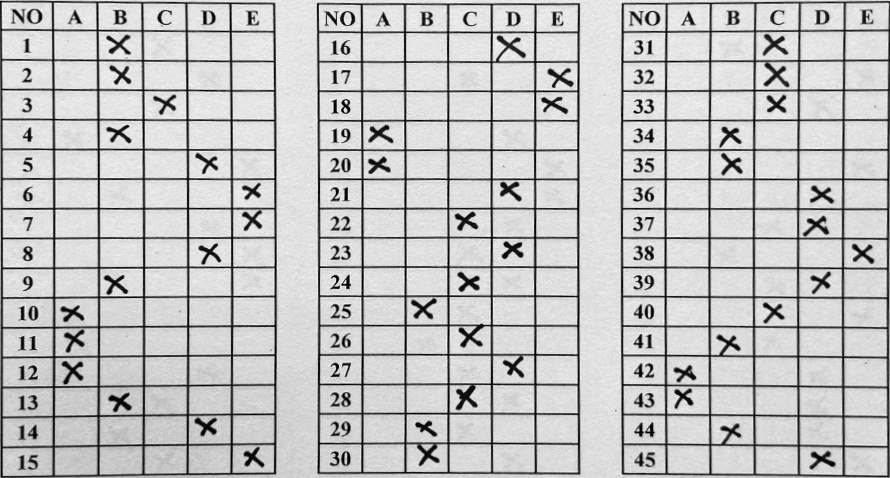 NO A B C D E
1 X
2 X
3 X
4 X
5 X
6 X
7 X
8 X
9 X
10 X
11 X
12 X
13 X
14 X
15 X
NO A B C D E
16 X
17 X
18 X
19 X
20 X
21 X
22 X
23 X
24 X
25 X
26 X
27 X
28 X
29 X
30 X
NO A B C D E
31 X
32 X
33 X
34 X
35 X
36 X
37 X
38 X
39 X
40 X
41 X
42 X
43 X
44 X
45 X